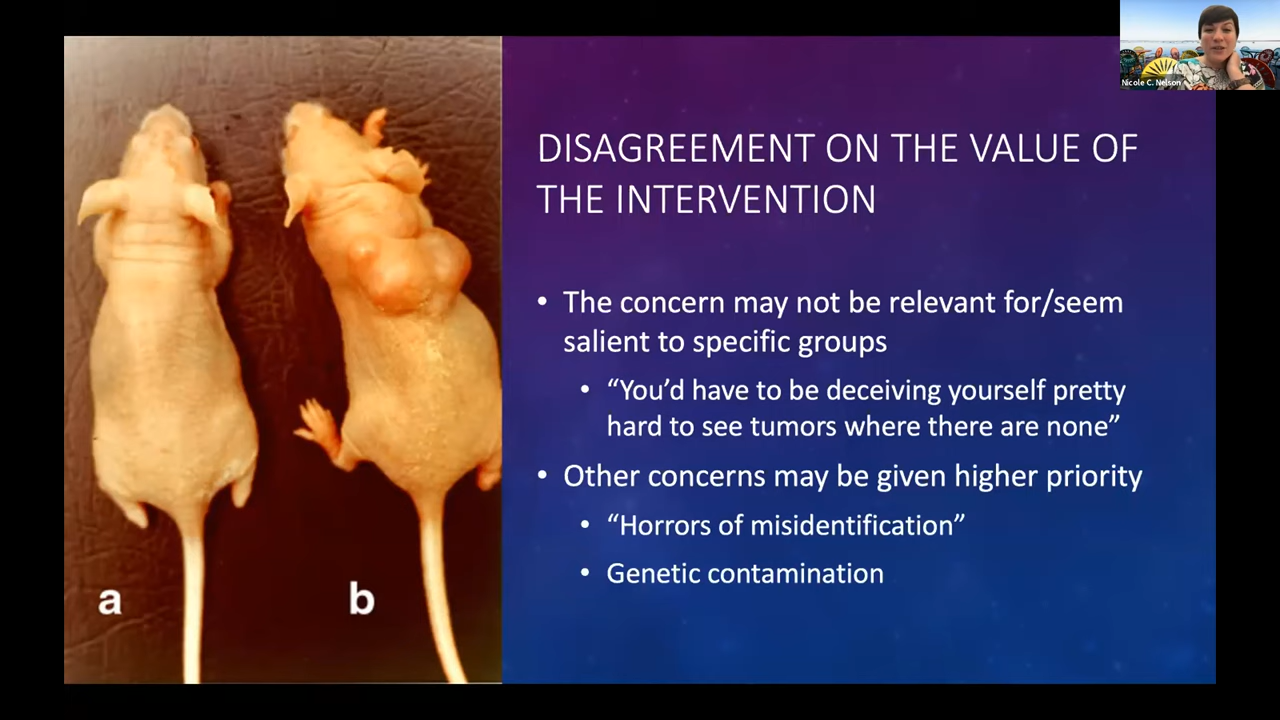 Nicole C. Nelson
DISAGREEMENT ON THE VALUE OF
THE INTERVENTION
• The concern may not be relevant for/seem
salient to specific groups
• “You’d have to be deceiving yourself pretty
hard to see tumors where there are none”
• Other concerns may be given higher priority
• “Horrors of misidentification”
• Genetic contamination
a
b